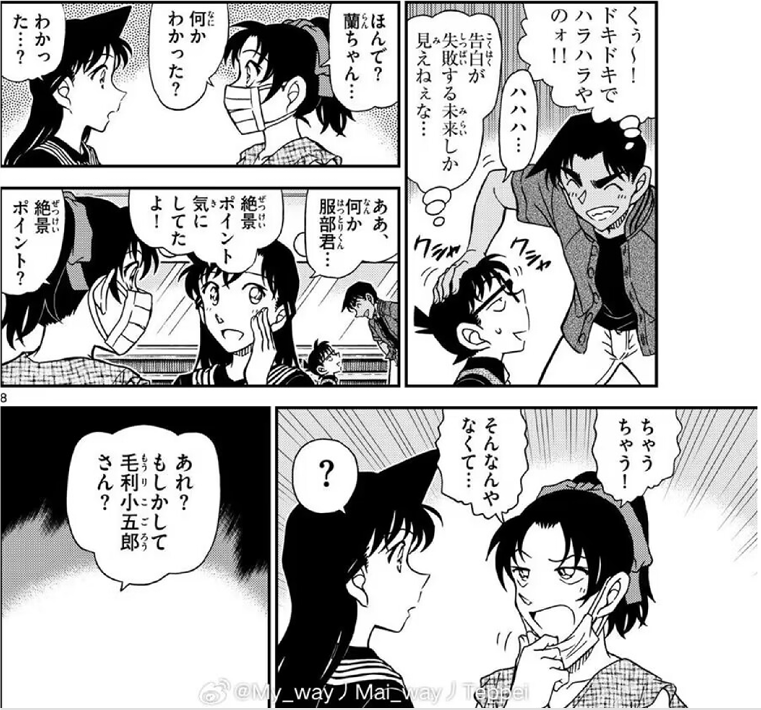 くぅ~!
ドキドキで
ハラハラや
のォ!!
ハハハ…
告白が
失敗する未来しか
見えねぇな…
クシャ
クシャ
ほんで?
蘭ちゃん…
何か
わかった?
わかっ
た…?
ああ、
何か
服部君…
絶景
ポイント
気に
してた
よ!
絶景
ポイント?
8
ちゃう
ちゃう!
そんなんや
なくて…
?
あれ?
もしかして
毛利小五郎
さん?
@My_wayノMai_wayノTeppei